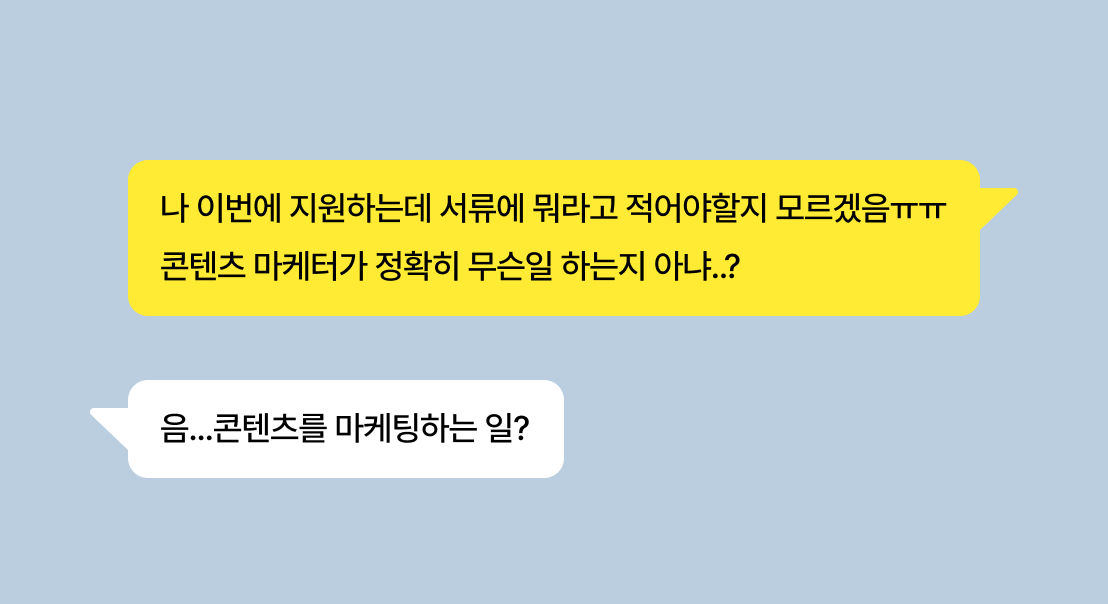 나 이번에 지원하는데 서류에 뭐라고 적어야할지 모르겠음ㅠㅠ
콘텐츠 마케터가 정확히 무슨일 하는지 아냐..?
음...콘텐츠를 마케팅하는 일?